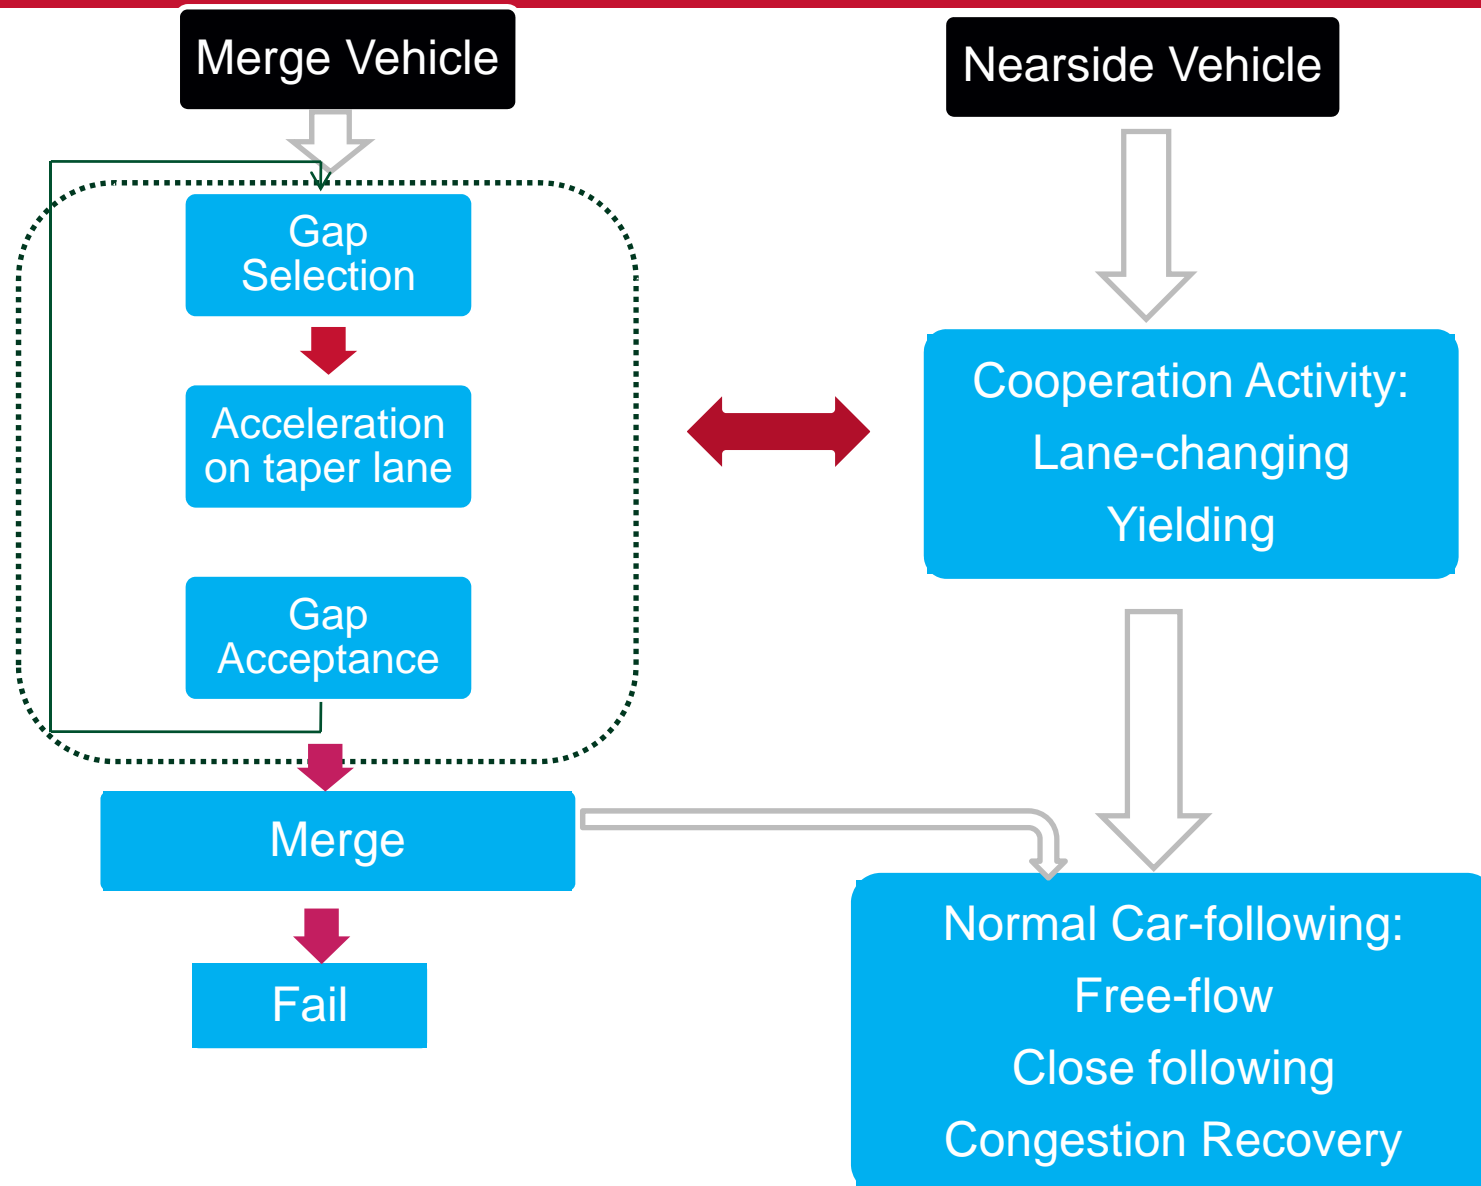 Merge Vehicle
Nearside Vehicle
Gap
Selection
Acceleration
on taper lane
Gap
Acceptance
Merge
Fail
Cooperation Activity:
Lane-changing
Yielding
Normal Car-following:
Free-flow
Close following
Congestion Recovery